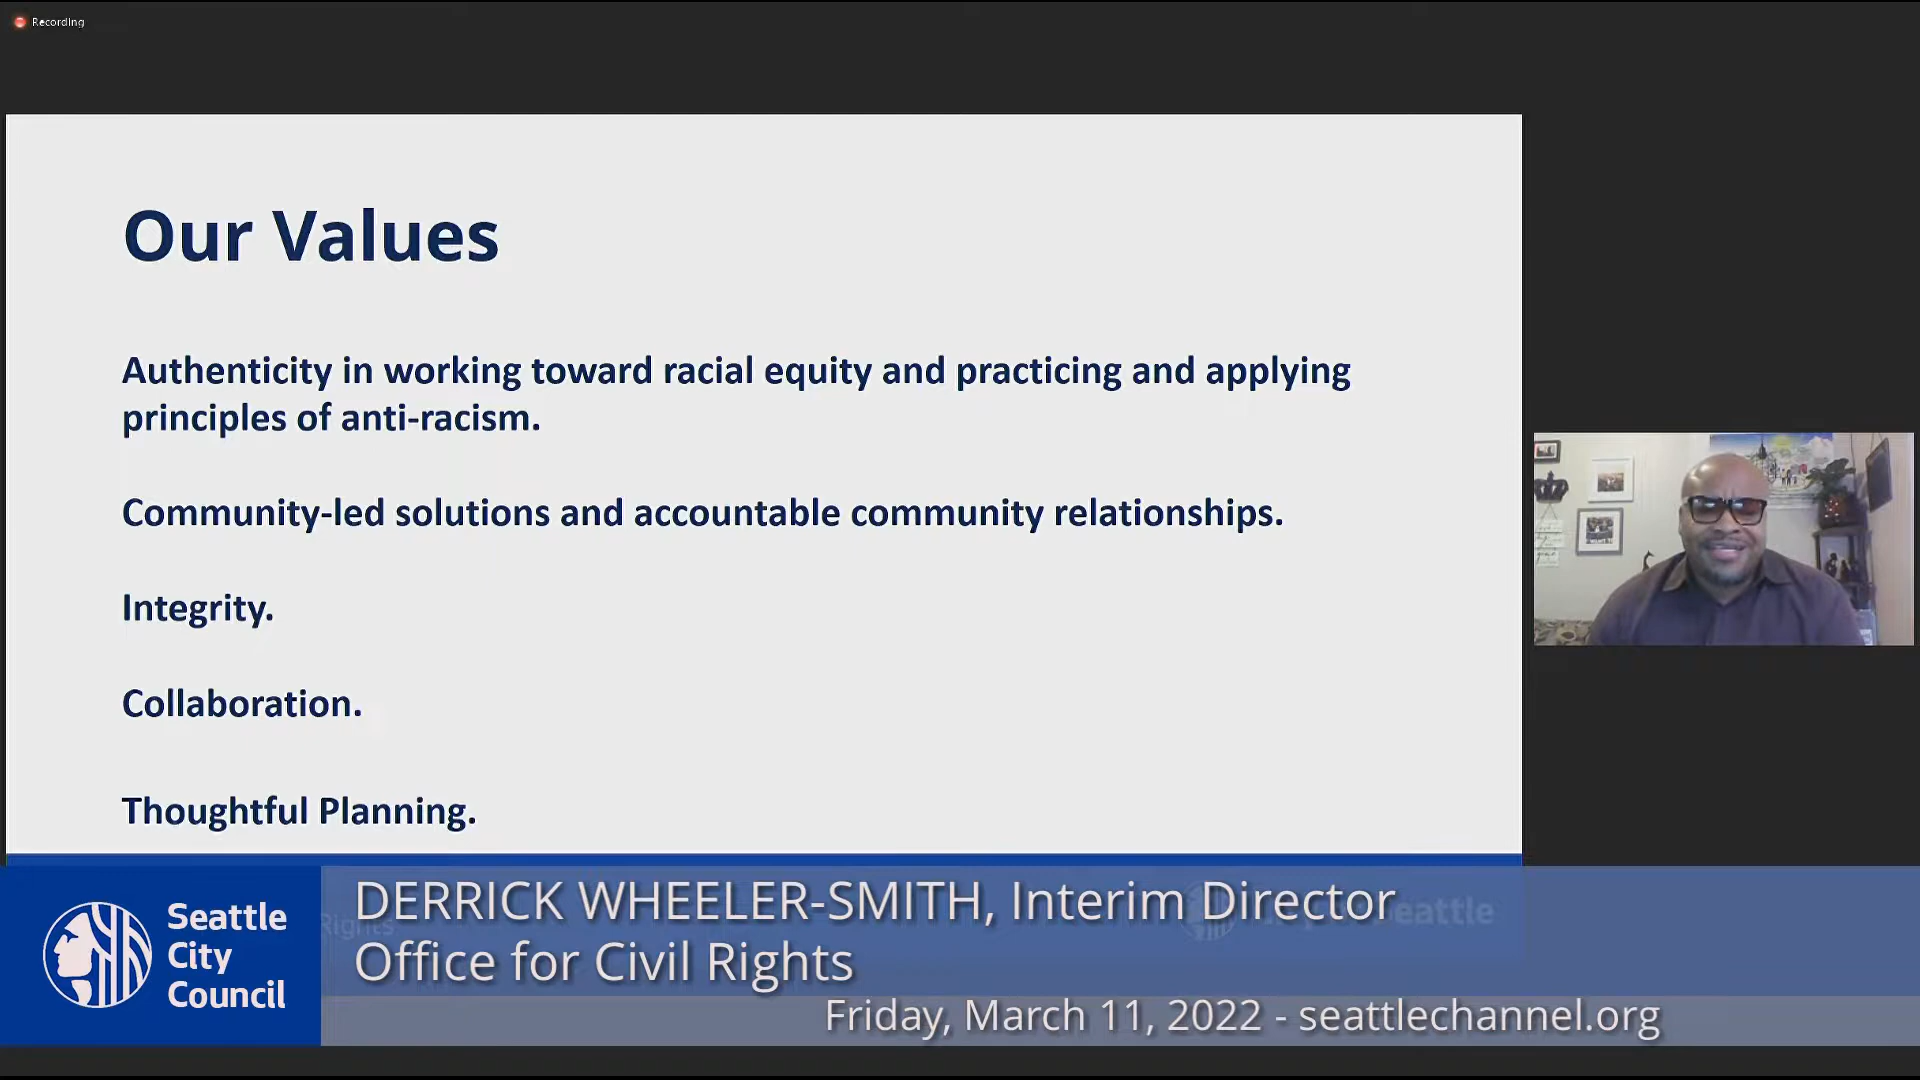 Recording
Our Values
Authenticity in working toward racial equity and practicing and applying
principles of anti-racism.
Community-led solutions and accountable community relationships.
Integrity.
Collaboration.
Thoughtful Planning.
Seattle
City
Council
Rights
DERRICK WHEELER-SMITH, Interim Director
Seattle
Office for Civil Rights
Friday, March 11, 2022 - seattlechannel.org